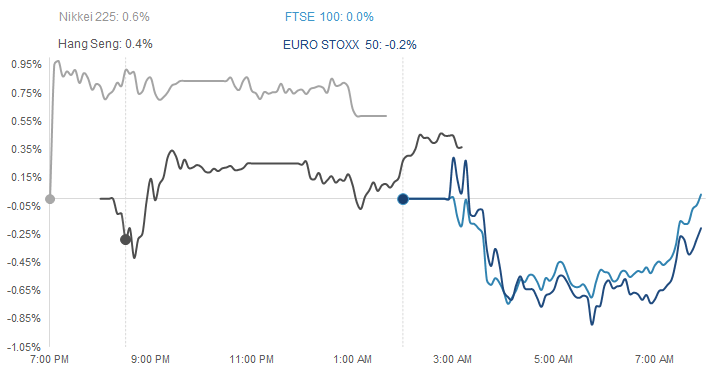 Nikkei 225: 0.6%
FTSE 100: 0.0%
Hang Seng: 0.4%
EURO STOXX 50: -0.2%
0.95%
0.75%
0.55%
0.35%
0.15%
-0.05%
-0.25%
-0.45%
-0.65%
-0.85%
-1.05%
7:00 PM 9:00 PM 11:00 PM 1:00 AM 3:00 AM 5:00 AM 7:00 AM